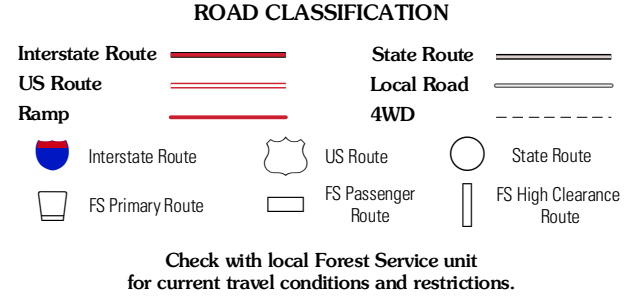 ROAD CLASSIFICATION
Interstate Route
State Route
US Route
Local Road
Ramp
4WD
Interstate Route
US Route
State Route
FS Primary Route
FS Passenger
Route
FS High Clearance
Route
Check with local Forest Service unit
for current travel conditions and restrictions.